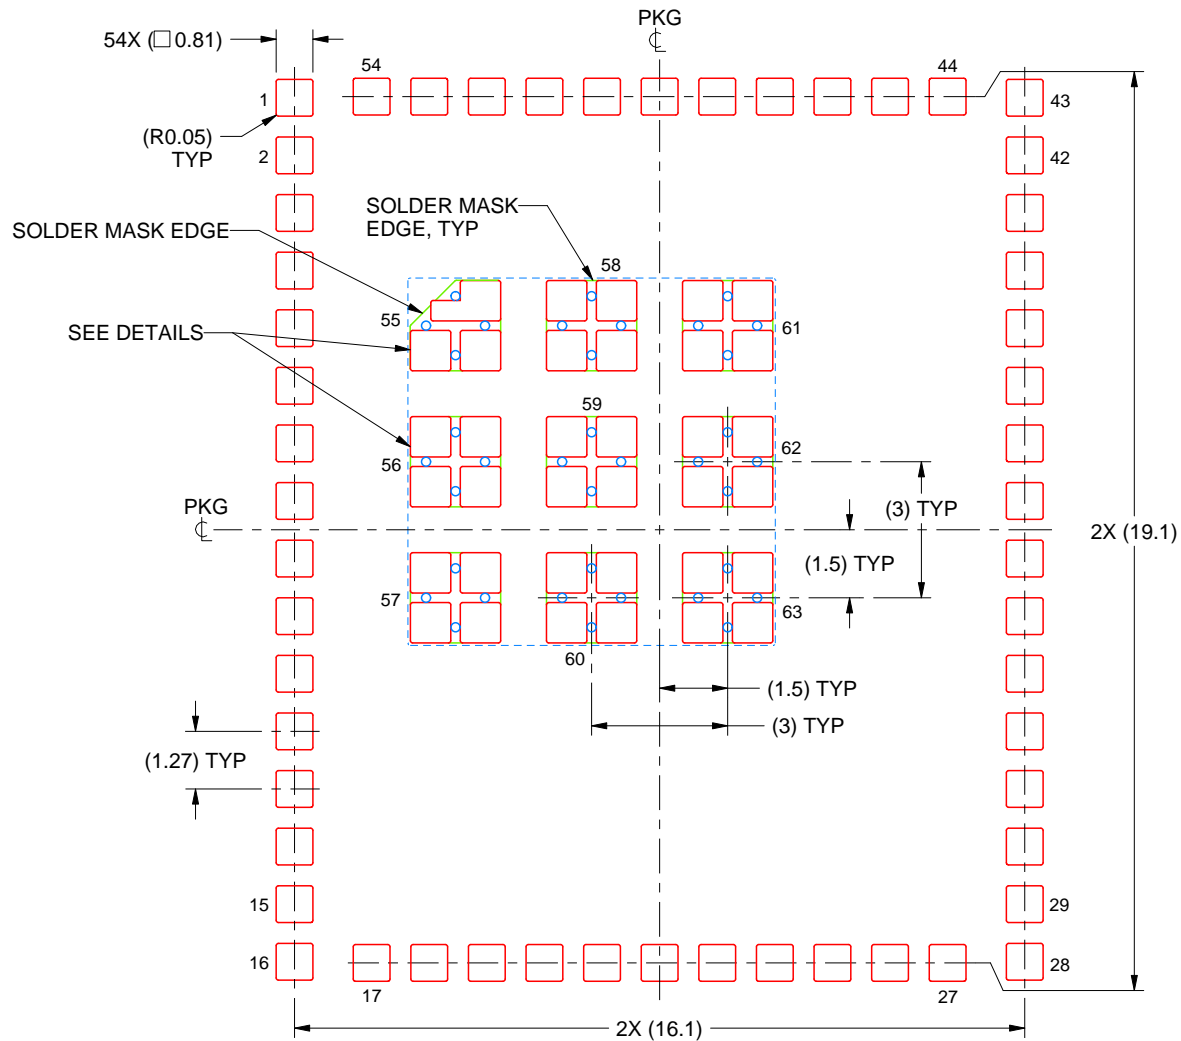 PKG
℄
54X (□ 0.81)
54
44
1
43
(R0.05)
TYP
2
42
SOLDER MASK
EDGE, TYP
SOLDER MASK EDGE
58
55
61
SEE DETAILS
59
56
62
PKG
℄
(3) TYP
2X (19.1)
(1.5) TYP
57
63
60
(1.5) TYP
(3) TYP
(1.27) TYP
15
29
16
28
17
27
2X (16.1)